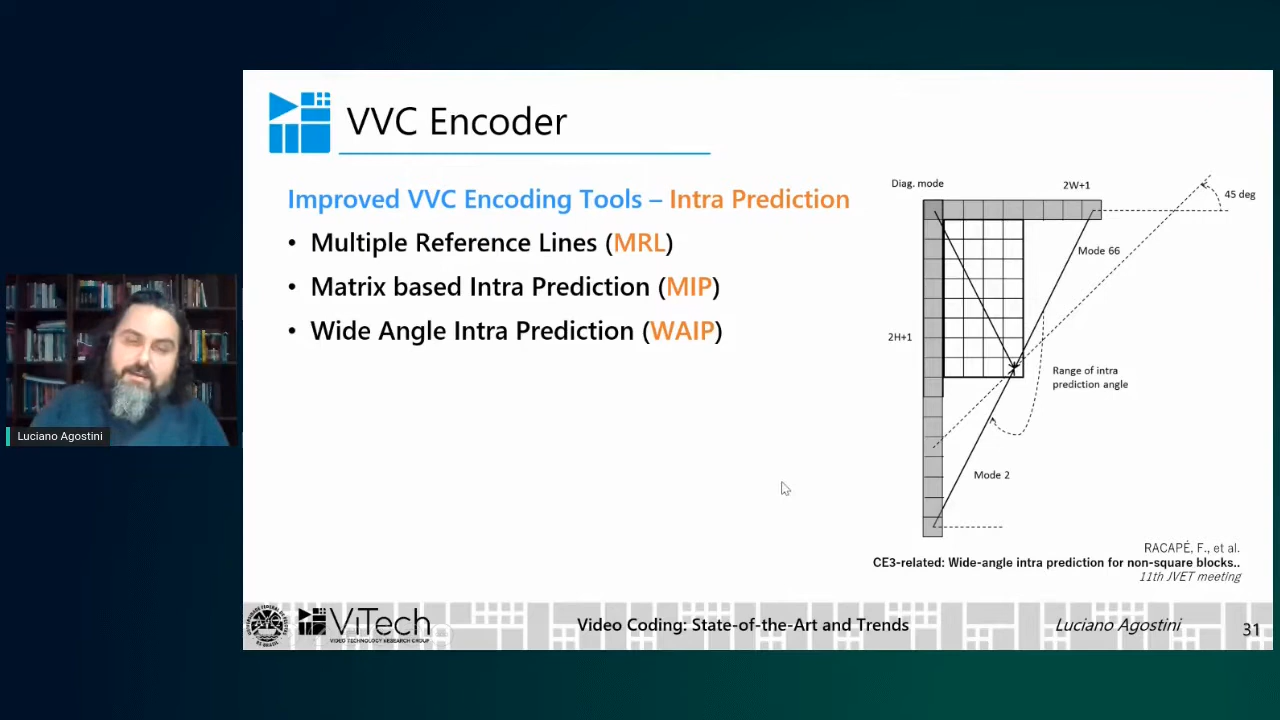 VVC Encoder
Improved VVC Encoding Tools – Intra Prediction
• Multiple Reference Lines (MRL)
• Matrix based Intra Prediction (MIP)
• Wide Angle Intra Prediction (WAIP)
Diag. mode
2W+1
45 deg
Mode 66
2H+1
Range of intra
prediction angle
Mode 2
RACAPÉ, F., et al.
CE3-related: Wide-angle intra prediction for non-square blocks..
11th JVET meeting
Luciano Agostini
ViTech
VIDEO TECHNOLOGY RESEARCH GROUP
Video Coding: State-of-the-Art and Trends
Luciano Agostini
31